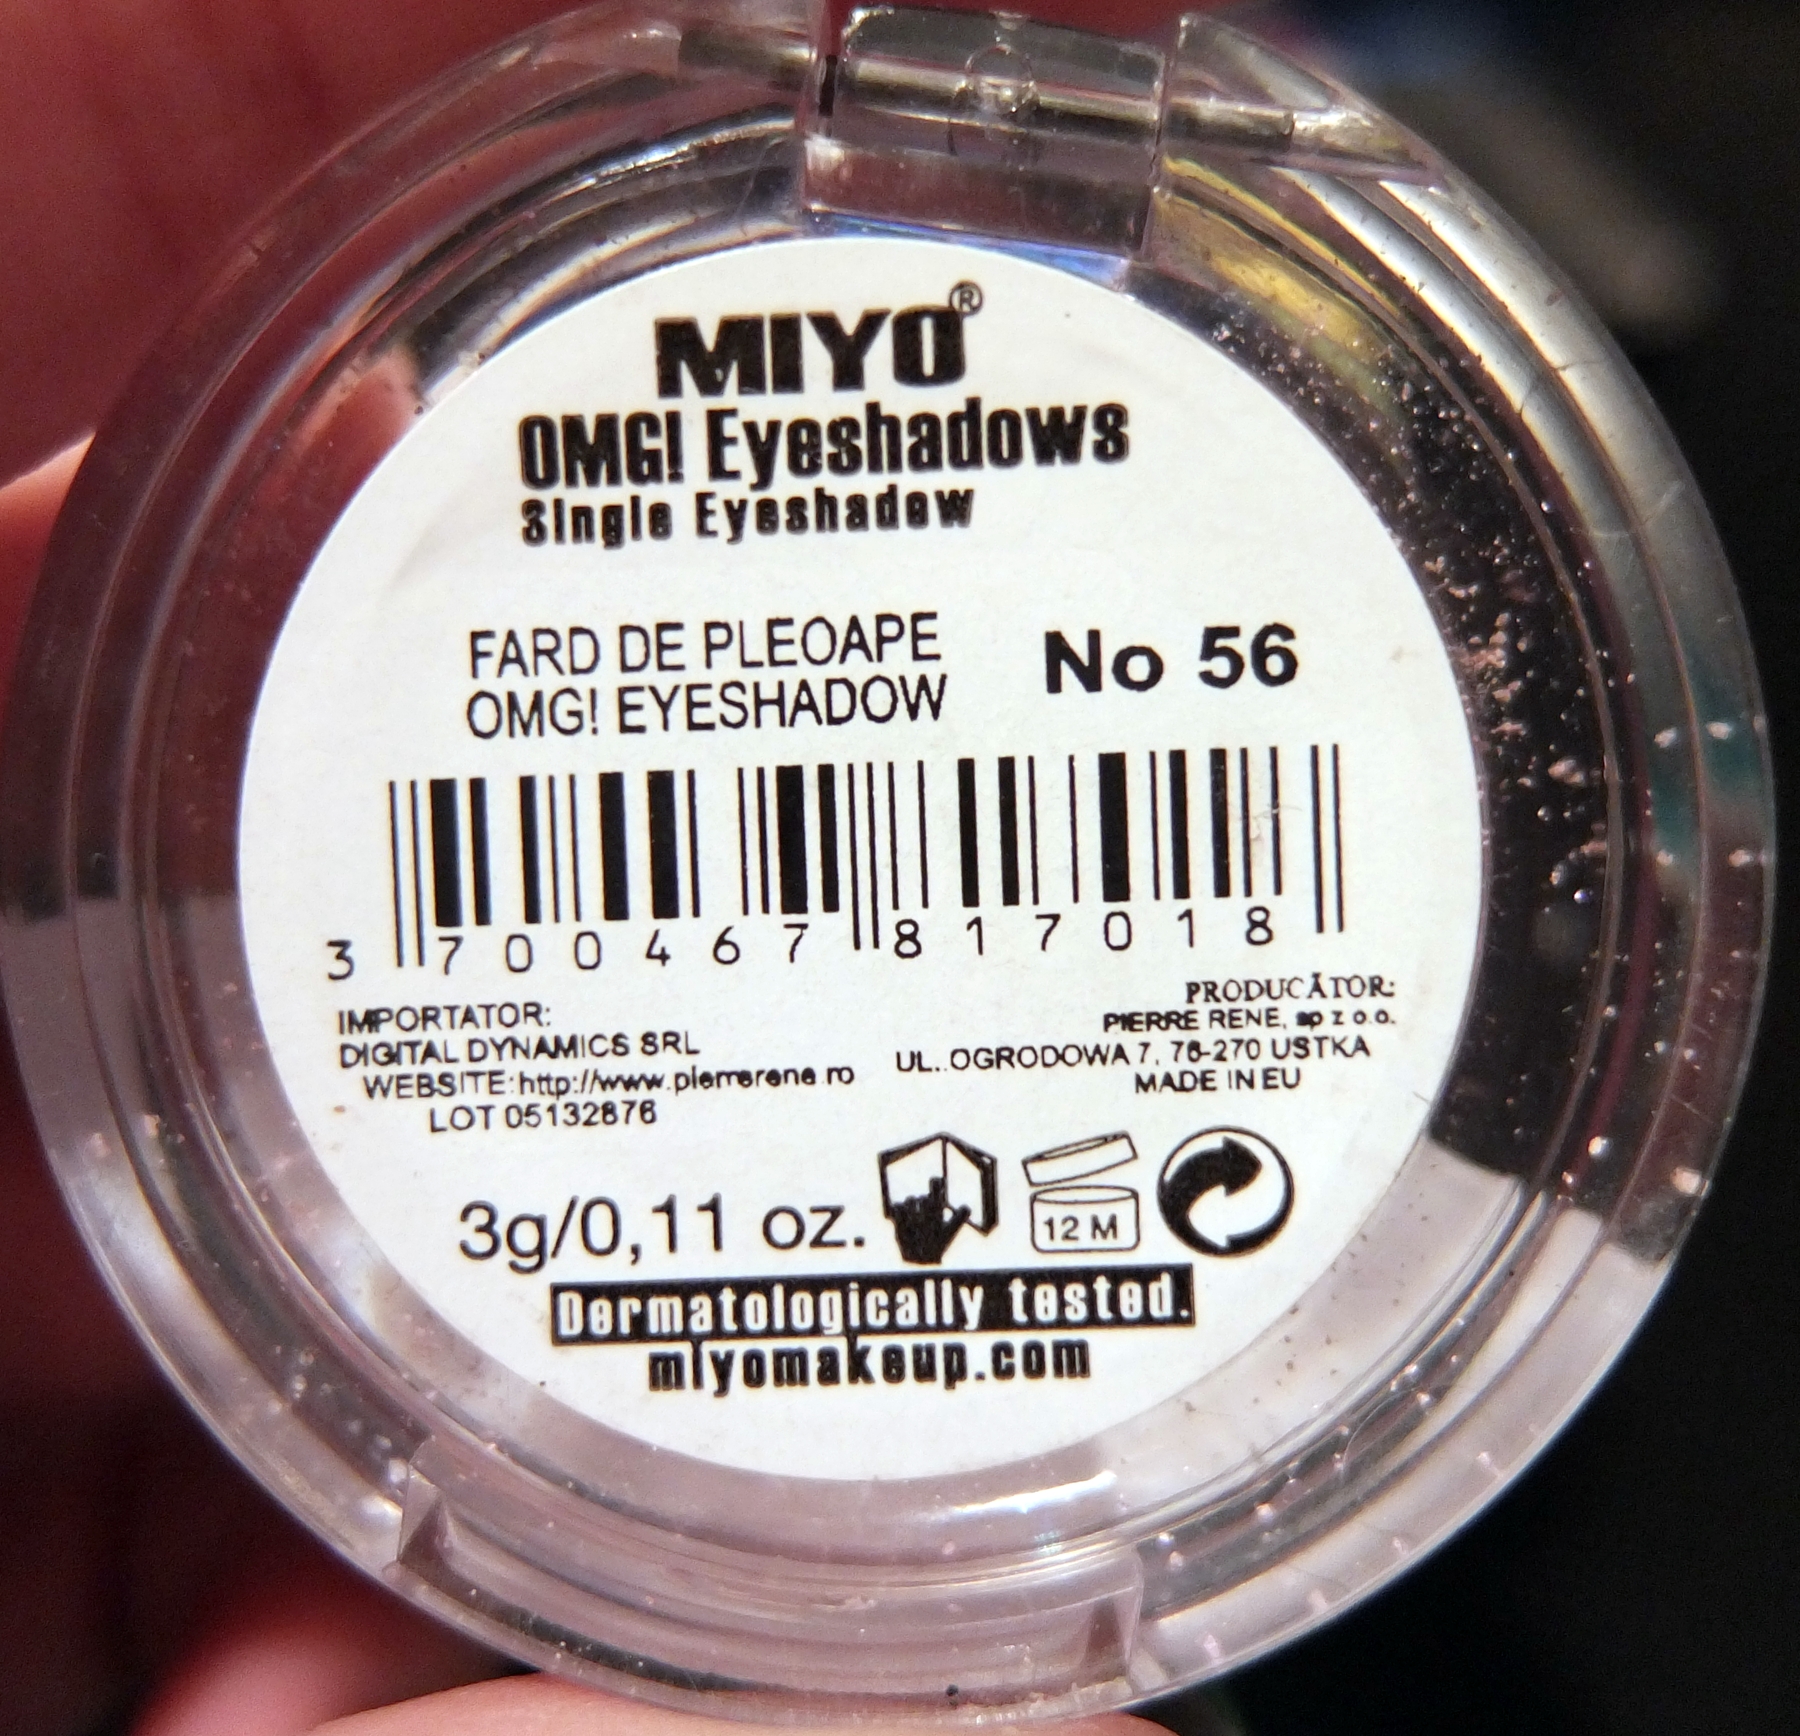 MIYO®
OMG! Eyeshadows
Single Eyeshadow
FARD DE PLEOAPE
OMG! EYESHADOW
No 56
3 700467 817018
IMPORTATOR:
DIGITAL DYNAMICS SRL
WEBSITE:http://www.pierrerene.ro
LOT 05132876
PRODUCĂTOR:
PIERRE RENE, sp z o.o.
UL..OGRODOWA 7, 76-270 USTKA
MADE IN EU
3g/0,11 oz.
12 M
Dermatologically tested.
miyomakeup.com